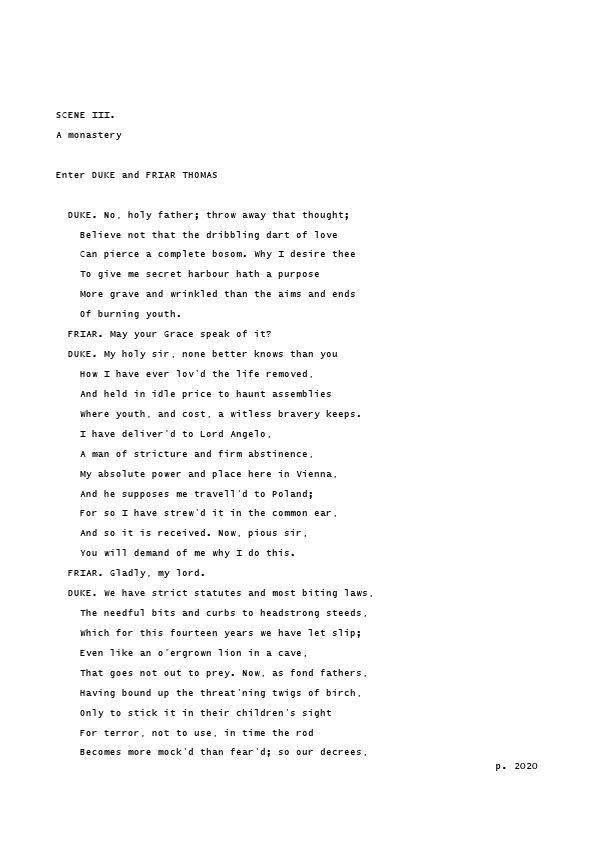 SCENE III.
A monastery
Enter DUKE and FRIAR THOMAS
DUKE. No, holy father; throw away that thought;
Believe not that the dribbling dart of love
Can pierce a complete bosom. Why I desire thee
To give me secret harbour hath a purpose
More grave and wrinkled than the aims and ends
Of burning youth.
FRIAR. May your Grace speak of it?
DUKE. My holy sir, none better knows than you
How I have ever lov'd the life removed,
And held in idle price to haunt assemblies
Where youth, and cost, a witless bravery keeps.
I have deliver'd to Lord Angelo,
A man of stricture and firm abstinence,
My absolute power and place here in Vienna,
And he supposes me travell'd to Poland;
For so I have strew'd it in the common ear,
And so it is received. Now, pious sir,
You will demand of me why I do this.
FRIAR. Gladly, my lord.
DUKE. We have strict statutes and most biting laws,
The needful bits and curbs to headstrong steeds,
Which for this fourteen years we have let slip;
Even like an o'ergrown lion in a cave,
That goes not out to prey. Now, as fond fathers,
Having bound up the threat'ning twigs of birch,
Only to stick it in their children's sight
For terror, not to use, in time the rod
Becomes more mock'd than fear'd; so our decrees,
p. 2020